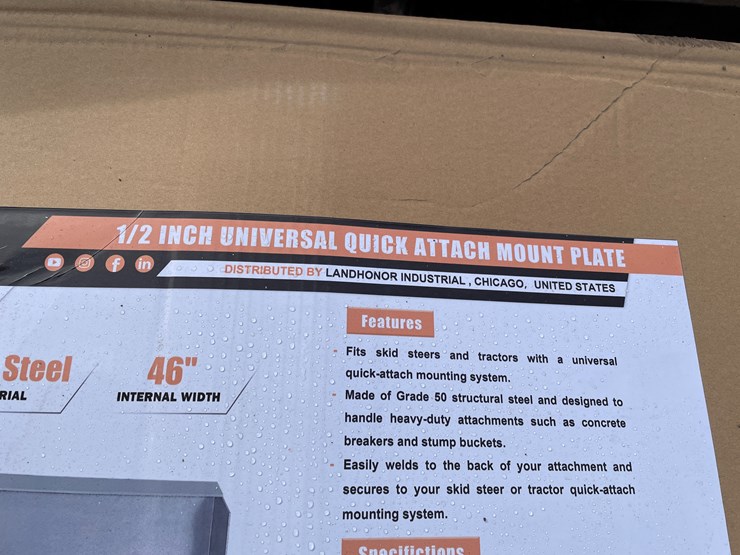 1/2 INCH UNIVERSAL QUICK ATTACH MOUNT PLATE
DISTRIBUTED BY LANDHONOR INDUSTRIAL , CHICAGO, UNITED STATES
Steel
RIAL
46"
INTERNAL WIDTH
Features
- Fits skid steers and tractors with a universal
quick-attach mounting system.
- Made of Grade 50 structural steel and designed to
handle heavy-duty attachments such as concrete
breakers and stump buckets.
- Easily welds to the back of your attachment and
secures to your skid steer or tractor quick-attach
mounting system.
Specifictions